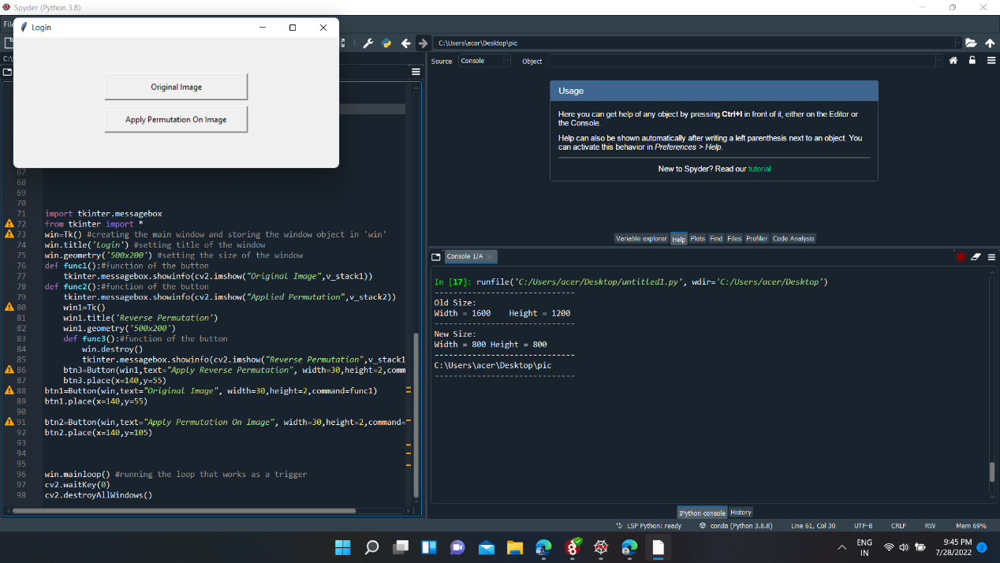 Spyder (Python 3.8)
File
Login
Original Image
Apply Permutation On Image
C:\Users\acer\Desktop\pic
Source Console Object
Usage
Here you can get help of any object by pressing Ctrl+I in front of it, either on the Editor or
the Console.
Help can also be shown automatically after writing a left parenthesis next to an object. You
can activate this behavior in Preferences > Help.
New to Spyder? Read our tutorial
Variable explorer Help Plots Find Files Profiler Code Analysis
67
68
69
70
71 import tkinter.messagebox
72 from tkinter import *
73 win=Tk() #creating the main window and storing the window object in 'win'
74 win.title('Login') #setting title of the window
75 win.geometry('500x200') #setting the size of the window
76 def func1():#function of the button
77 tkinter.messagebox.showinfo(cv2.imshow("Original Image",v_stack1))
78 def func2():#function of the button
79 tkinter.messagebox.showinfo(cv2.imshow("Applied Permutation",v_stack2))
80 win1=Tk()
81 win1.title('Reverse Permutation')
82 win1.geometry('500x200')
83 def func3():#function of the button
84 win.destroy()
85 tkinter.messagebox.showinfo(cv2.imshow("Reverse Permutation",v_stack1
86 btn3=Button(win1,text="Apply Reverse Permutation", width=30,height=2,comm
87 btn3.place(x=140,y=55)
88 btn1=Button(win,text="Original Image", width=30,height=2,command=func1)
89 btn1.place(x=140,y=55)
90
91 btn2=Button(win,text="Apply Permutation On Image", width=30,height=2,command=
92 btn2.place(x=140,y=105)
93
94
95
96 win.mainloop() #running the loop that works as a trigger
97 cv2.waitKey(0)
98 cv2.destroyAllWindows()
Console 1/A
In [17]: runfile('C:/Users/acer/Desktop/untitled1.py', wdir='C:/Users/acer/Desktop')
------------------------------
Old Size:
Width = 1600 Height = 1200
------------------------------
New Size:
Width = 800 Height = 800
------------------------------
C:\Users\acer\Desktop\pic
------------------------------
IPython console History
LSP Python: ready conda (Python 3.8.8) Line 61, Col 30 UTF-8 CRLF RW Mem 69%
ENG
IN
9:45 PM
7/28/2022
2